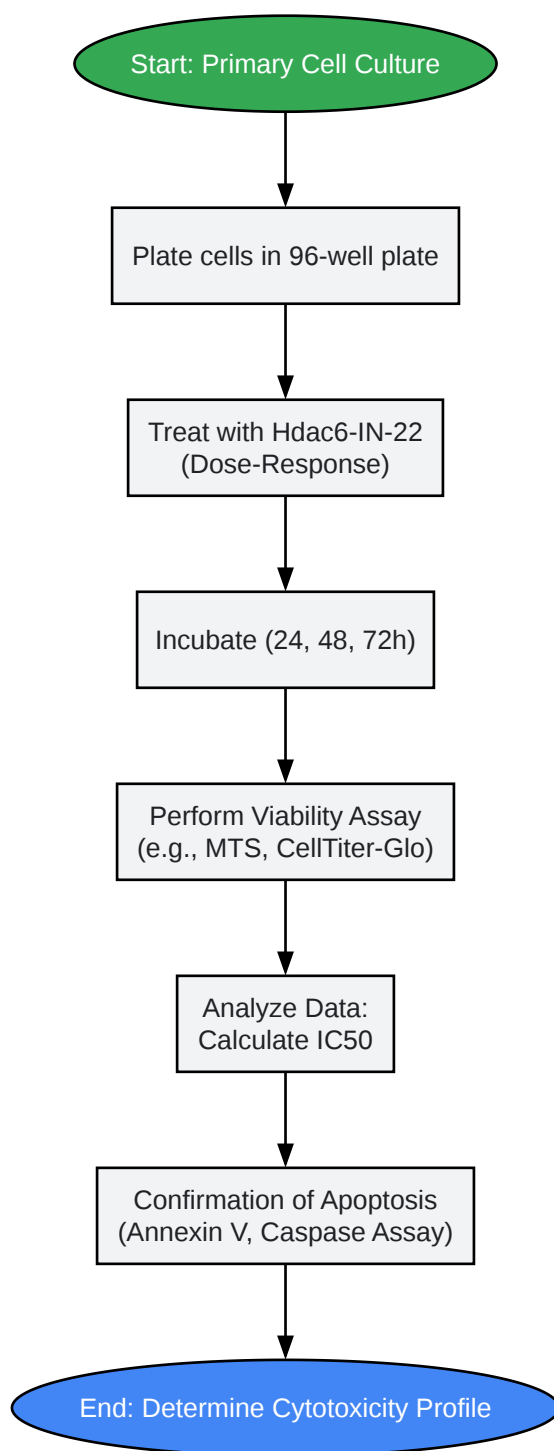 Start: Primary Cell Culture
Plate cells in 96-well plate
Treat with Hdac6-IN-22
(Dose-Response)
Incubate (24, 48, 72h)
Perform Viability Assay
(e.g., MTS, CellTiter-Glo)
Analyze Data:
Calculate IC50
Confirmation of Apoptosis
(Annexin V, Caspase Assay)
End: Determine Cytotoxicity Profile